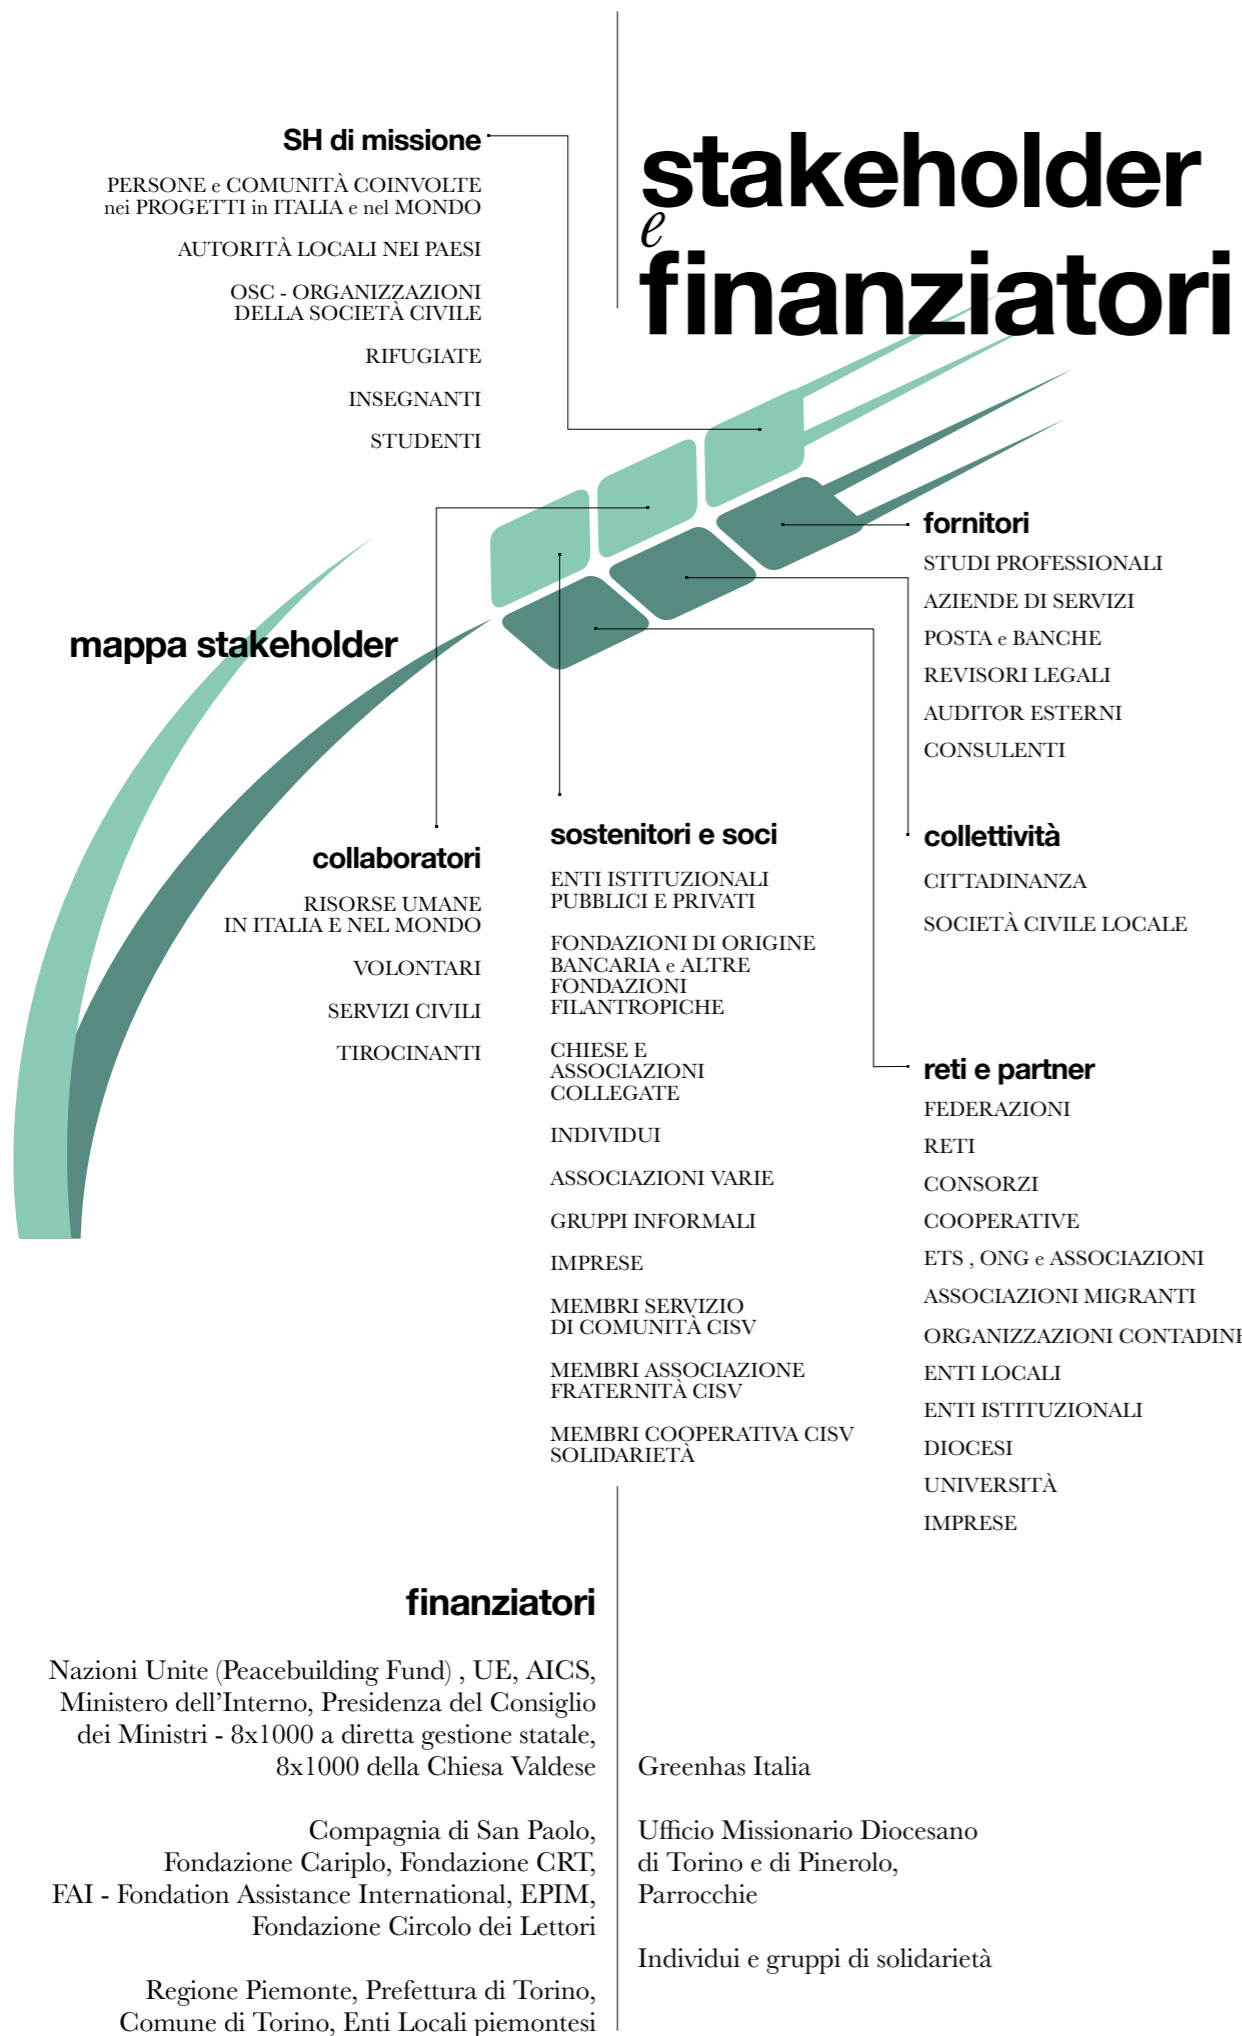 stakeholder
e
finanziatori
SH di missione
PERSONE e COMUNITÀ COINVOLTE
nei PROGETTI in ITALIA e nel MONDO
AUTORITÀ LOCALI NEI PAESI
OSC - ORGANIZZAZIONI
DELLA SOCIETÀ CIVILE
RIFUGIATE
INSEGNANTI
STUDENTI
mappa stakeholder
fornitori
STUDI PROFESSIONALI
AZIENDE DI SERVIZI
POSTA e BANCHE
REVISORI LEGALI
AUDITOR ESTERNI
CONSULENTI
collaboratori
RISORSE UMANE
IN ITALIA E NEL MONDO
VOLONTARI
SERVIZI CIVILI
TIROCINANTI
sostenitori e soci
ENTI ISTITUZIONALI
PUBBLICI E PRIVATI
FONDAZIONI DI ORIGINE
BANCARIA e ALTRE
FONDAZIONI
FILANTROPICHE
CHIESE E
ASSOCIAZIONI
COLLEGATE
INDIVIDUI
ASSOCIAZIONI VARIE
GRUPPI INFORMALI
IMPRESE
MEMBRI SERVIZIO
DI COMUNITÀ CISV
MEMBRI ASSOCIAZIONE
FRATERNITÀ CISV
MEMBRI COOPERATIVA CISV
SOLIDARIETÀ
collettività
CITTADINANZA
SOCIETÀ CIVILE LOCALE
reti e partner
FEDERAZIONI
RETI
CONSORZI
COOPERATIVE
ETS , ONG e ASSOCIAZIONI
ASSOCIAZIONI MIGRANTI
ORGANIZZAZIONI CONTADINE
ENTI LOCALI
ENTI ISTITUZIONALI
DIOCESI
UNIVERSITÀ
IMPRESE
finanziatori
Nazioni Unite (Peacebuilding Fund) , UE, AICS,
Ministero dell’Interno, Presidenza del Consiglio
dei Ministri - 8x1000 a diretta gestione statale,
8x1000 della Chiesa Valdese
Compagnia di San Paolo,
Fondazione Cariplo, Fondazione CRT,
FAI - Fondation Assistance International, EPIM,
Fondazione Circolo dei Lettori
Regione Piemonte, Prefettura di Torino,
Comune di Torino, Enti Locali piemontesi
Greenhas Italia
Ufficio Missionario Diocesano
di Torino e di Pinerolo,
Parrocchie
Individui e gruppi di solidarietà